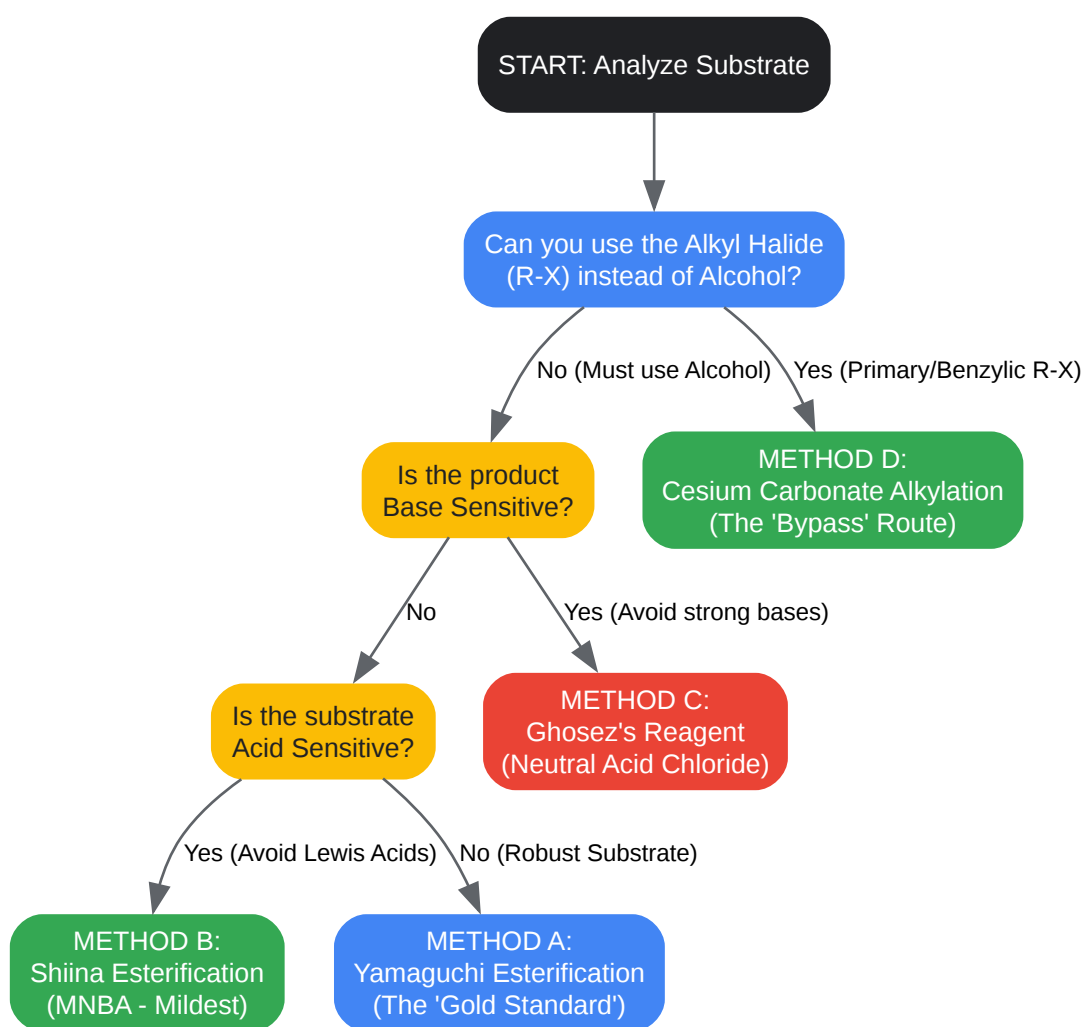 START: Analyze Substrate
Can you use the Alkyl Halide
(R-X) instead of Alcohol?
No (Must use Alcohol)
Yes (Primary/Benzylic R-X)
Is the product
Base Sensitive?
METHOD D:
Cesium Carbonate Alkylation
(The 'Bypass' Route)
No
Yes (Avoid strong bases)
Is the substrate
Acid Sensitive?
METHOD C:
Ghosez's Reagent
(Neutral Acid Chloride)
Yes (Avoid Lewis Acids)
No (Robust Substrate)
METHOD B:
Shiina Esterification
(MNBA - Mildest)
METHOD A:
Yamaguchi Esterification
(The 'Gold Standard')